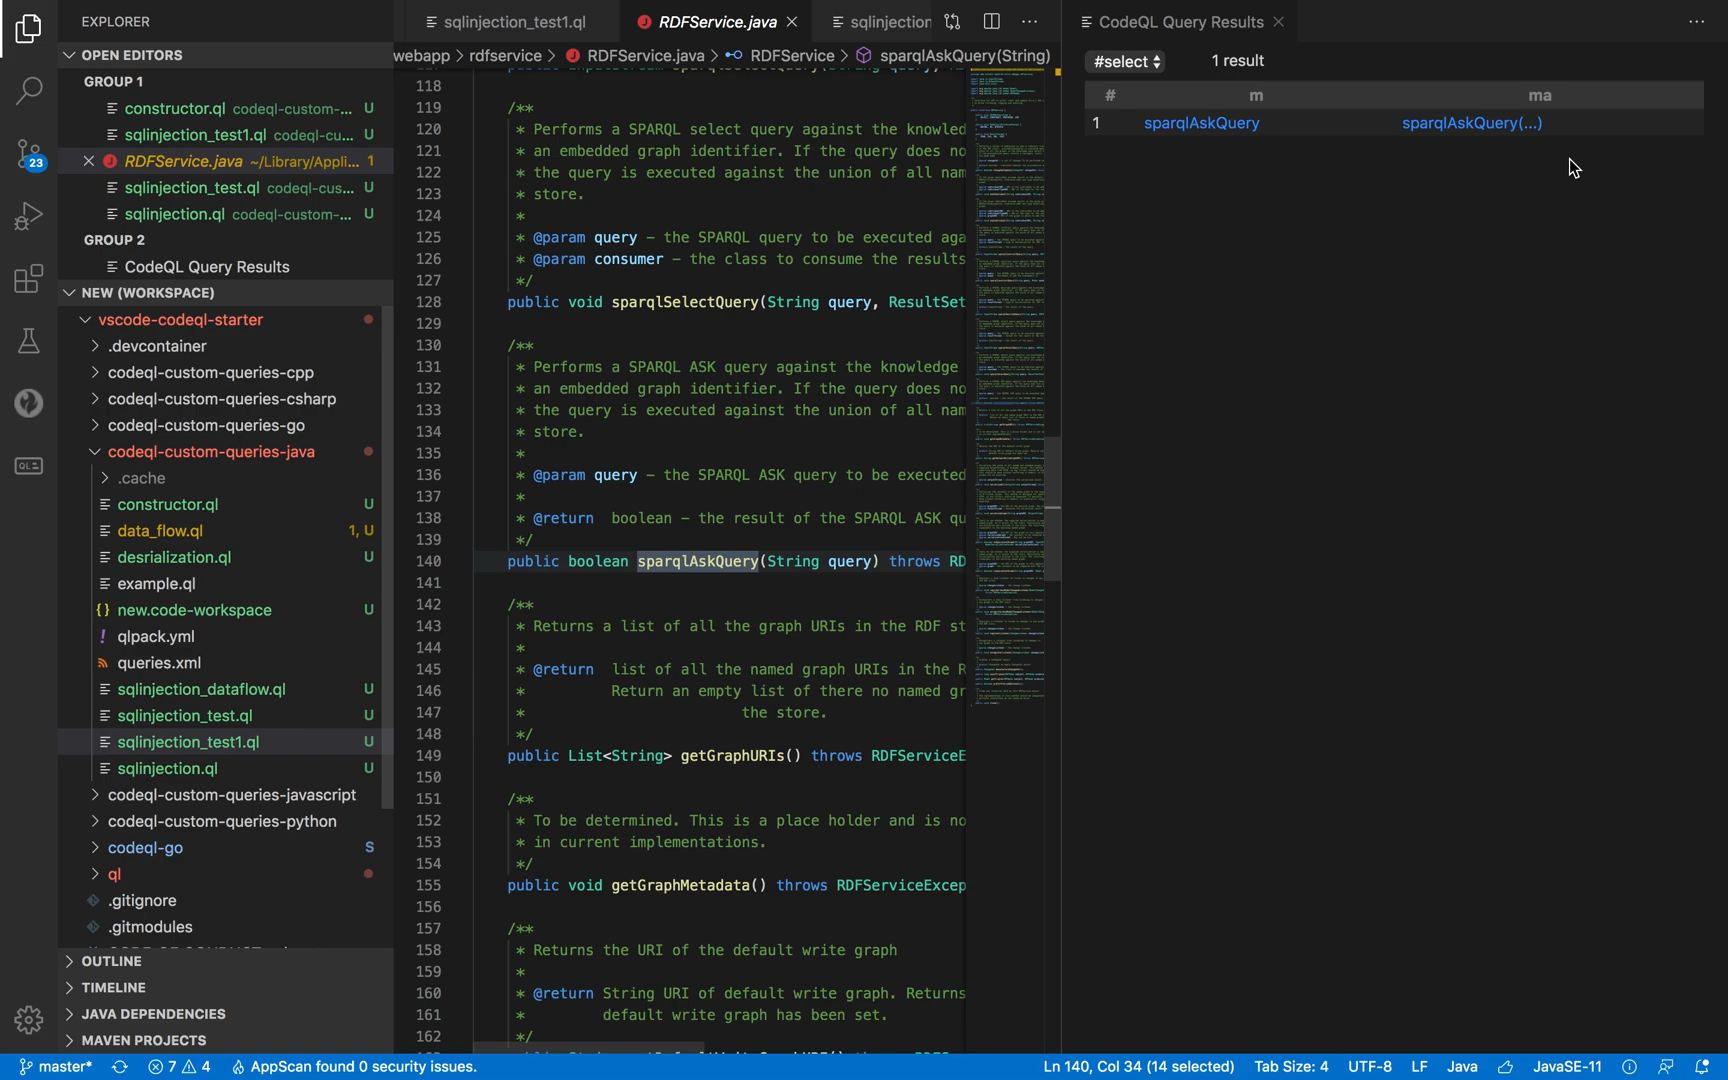 EXPLORER
OPEN EDITORS
GROUP 1
constructor.ql codeql-custom-... U
sqlinjection_test1.ql codeql-cu... U
RDFService.java ~/Library/Appli... 1
sqlinjection_test.ql codeql-cus... U
sqlinjection.ql codeql-custom-... U
GROUP 2
CodeQL Query Results
NEW (WORKSPACE)
vscode-codeql-starter
.devcontainer
codeql-custom-queries-cpp
codeql-custom-queries-csharp
codeql-custom-queries-go
codeql-custom-queries-java
.cache
constructor.ql U
data_flow.ql 1, U
desrialization.ql U
example.ql
{} new.code-workspace U
! qlpack.yml
queries.xml
sqlinjection_dataflow.ql U
sqlinjection_test.ql U
sqlinjection_test1.ql U
sqlinjection.ql U
codeql-custom-queries-javascript
codeql-custom-queries-python
codeql-go S
ql
.gitignore
.gitmodules
OUTLINE
TIMELINE
JAVA DEPENDENCIES
MAVEN PROJECTS
23
QL
sqlinjection_test1.ql RDFService.java sqlinjection
webapp > rdfservice > RDFService.java > RDFService > sparqlAskQuery(String)
118
119 /**
120 * Performs a SPARQL select query against the knowled
121 * an embedded graph identifier. If the query does no
122 * the query is executed against the union of all nam
123 * store.
124 *
125 * @param query – the SPARQL query to be executed aga
126 * @param consumer – the class to consume the results
127 */
128 public void sparqlSelectQuery(String query, ResultSet
129
130 /**
131 * Performs a SPARQL ASK query against the knowledge
132 * an embedded graph identifier. If the query does no
133 * the query is executed against the union of all nam
134 * store.
135 *
136 * @param query – the SPARQL ASK query to be executed
137 *
138 * @return boolean – the result of the SPARQL ASK qu
139 */
140 public boolean sparqlAskQuery(String query) throws RD
141
142 /**
143 * Returns a list of all the graph URIs in the RDF st
144 *
145 * @return list of all the named graph URIs in the R
146 * Return an empty list of there no named gr
147 * the store.
148 */
149 public List<String> getGraphURIs() throws RDFServiceE
150
151 /**
152 * To be determined. This is a place holder and is no
153 * in current implementations.
154 */
155 public void getGraphMetadata() throws RDFServiceExcep
156
157 /**
158 * Returns the URI of the default write graph
159 *
160 * @return String URI of default write graph. Returns
161 * default write graph has been set.
162 */
CodeQL Query Results
#select 1 result
# m ma
1 sparqlAskQuery sparqlAskQuery(...)
master* 7 4 AppScan found 0 security issues. Ln 140, Col 34 (14 selected) Tab Size: 4 UTF-8 LF Java JavaSE-11